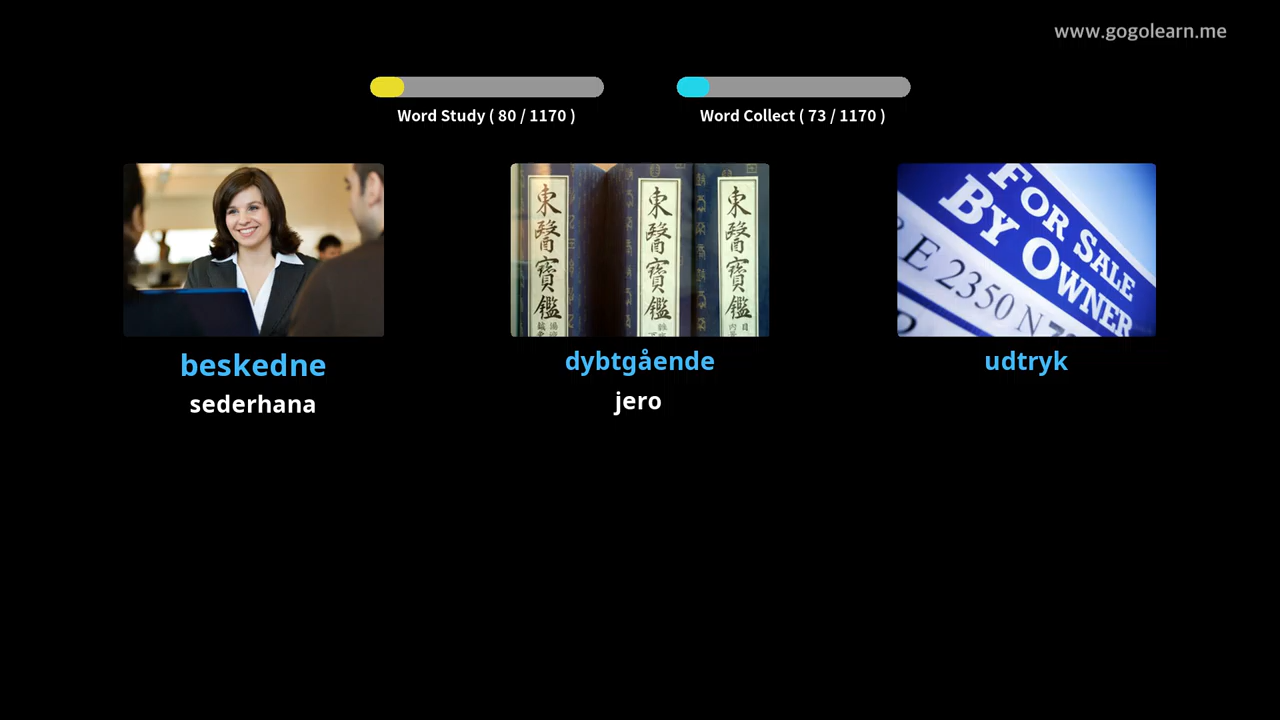 www.gogolearn.me
Word Study ( 80 / 1170 )
Word Collect ( 73 / 1170 )
東醫寶鑑
東醫寶鑑
東醫寶鑑
FOR SALE
BY OWNER
E 2350 N
beskedne
dybtgående
udtryk
sederhana
jero